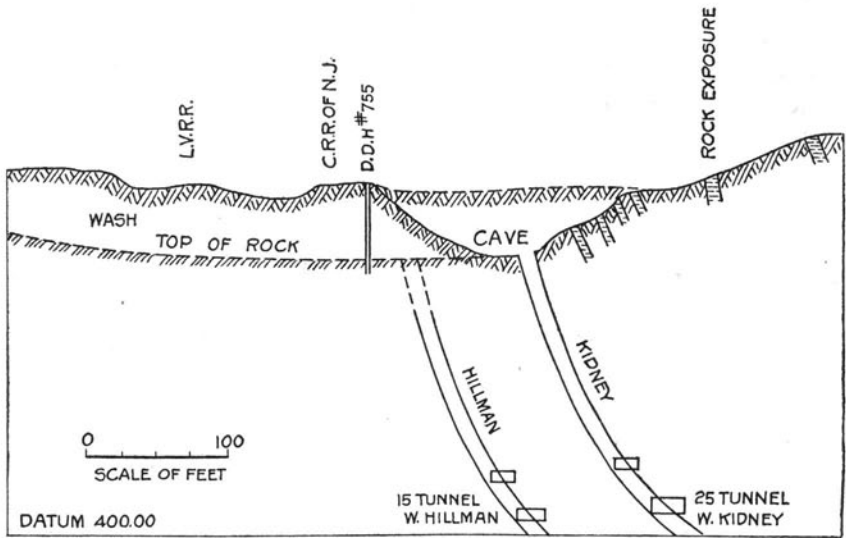 L.V.R.R.
C.R.R. OF N.J.
D.D.H #755
ROCK EXPOSURE
WASH
TOP OF ROCK
CAVE
HILLMAN
KIDNEY
0 100
SCALE OF FEET
15 TUNNEL
W. HILLMAN
25 TUNNEL
W. KIDNEY
DATUM 400.00